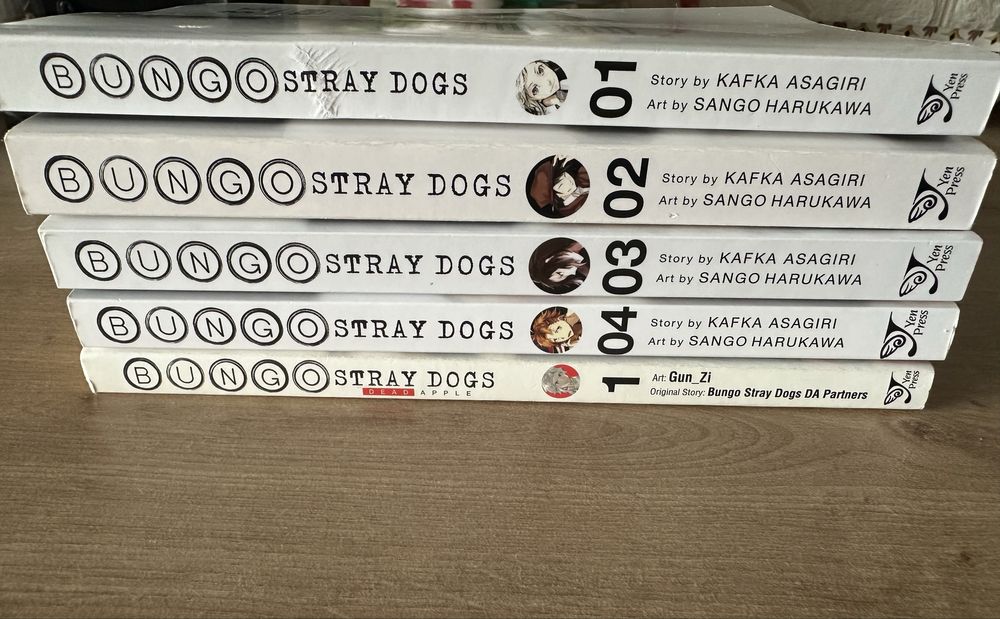 BUNGO STRAY DOGS 01 Story by KAFKA ASAGIRI
Art by SANGO HARUKAWA
Yen Press
BUNGO STRAY DOGS 02 Story by KAFKA ASAGIRI
Art by SANGO HARUKAWA
Yen Press
BUNGO STRAY DOGS 03 Story by KAFKA ASAGIRI
Art by SANGO HARUKAWA
Yen Press
BUNGO STRAY DOGS 04 Story by KAFKA ASAGIRI
Art by SANGO HARUKAWA
Yen Press
BUNGO STRAY DOGS 1 Art: Gun_Zi
DEAD APPLE Original Story: Bungo Stray Dogs DA Partners
Yen Press